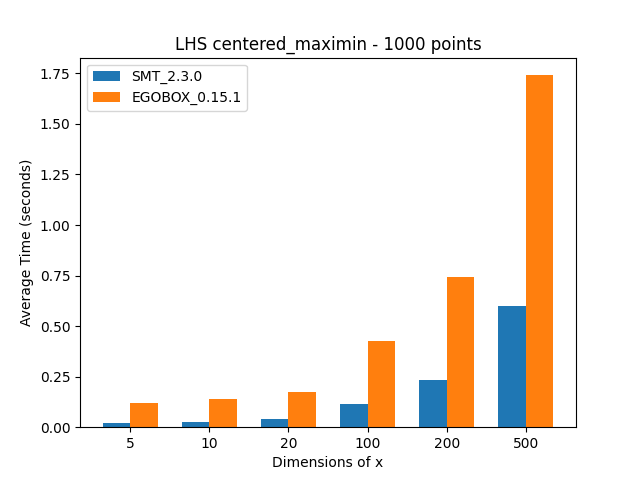 LHS centered_maximin - 1000 points
SMT_2.3.0
EGOBOX_0.15.1
Average Time (seconds)
1.75
1.50
1.25
1.00
0.75
0.50
0.25
0.00
5 10 20 100 200 500
Dimensions of x